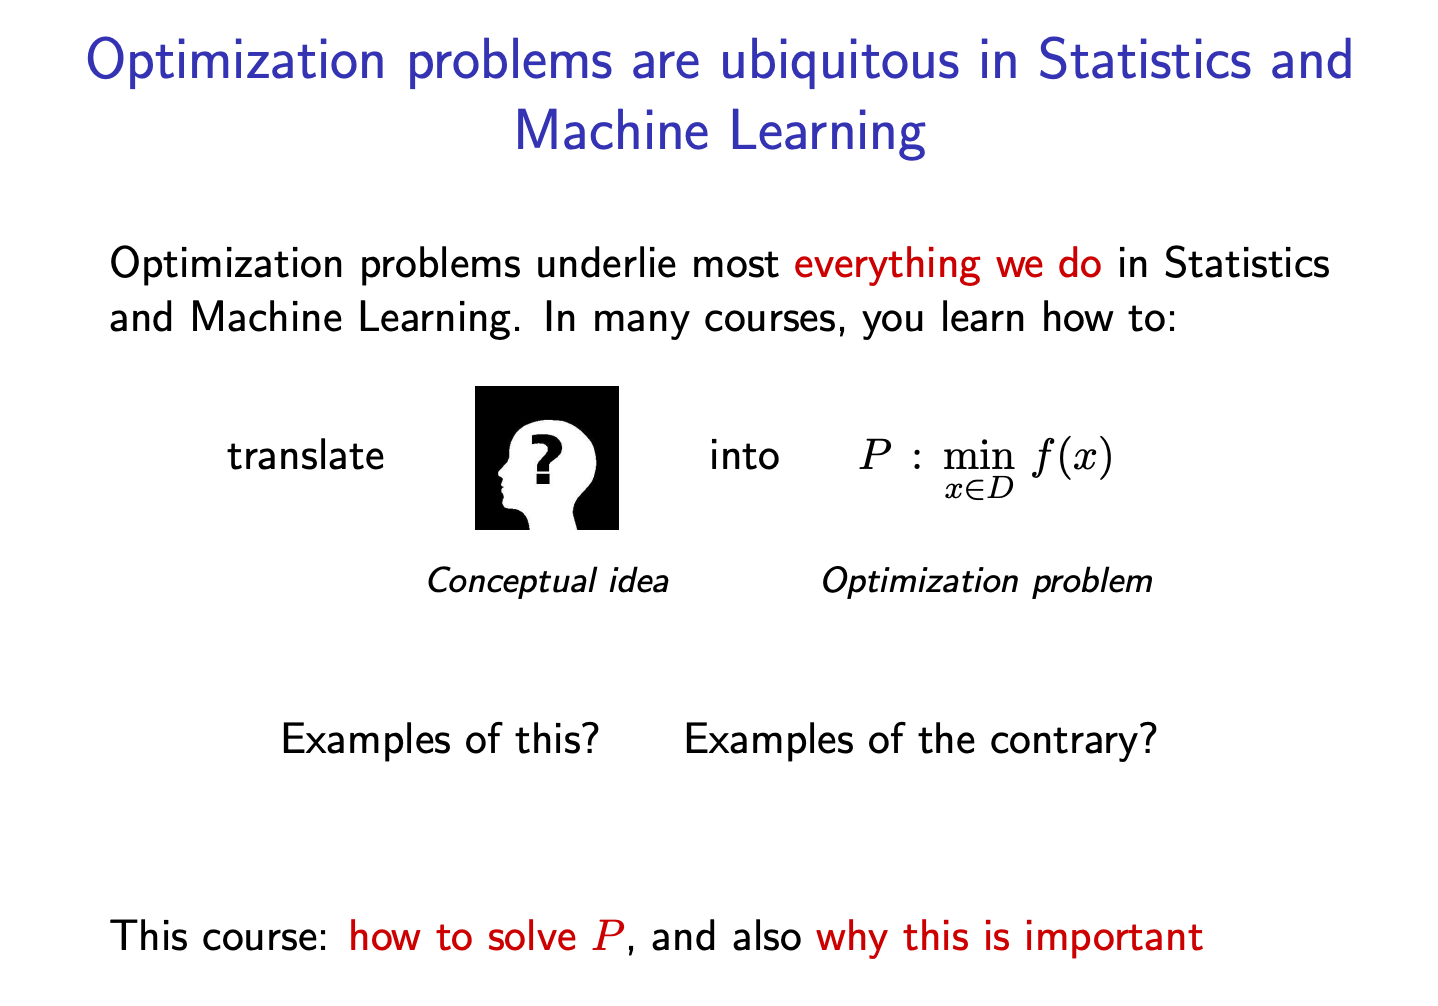 Optimization problems are ubiquitous in Statistics and
Machine Learning
Optimization problems underlie most everything we do in Statistics
and Machine Learning. In many courses, you learn how to:
translate ? into P : min f(x)
x∈D
Conceptual idea Optimization problem
Examples of this? Examples of the contrary?
This course: how to solve P, and also why this is important